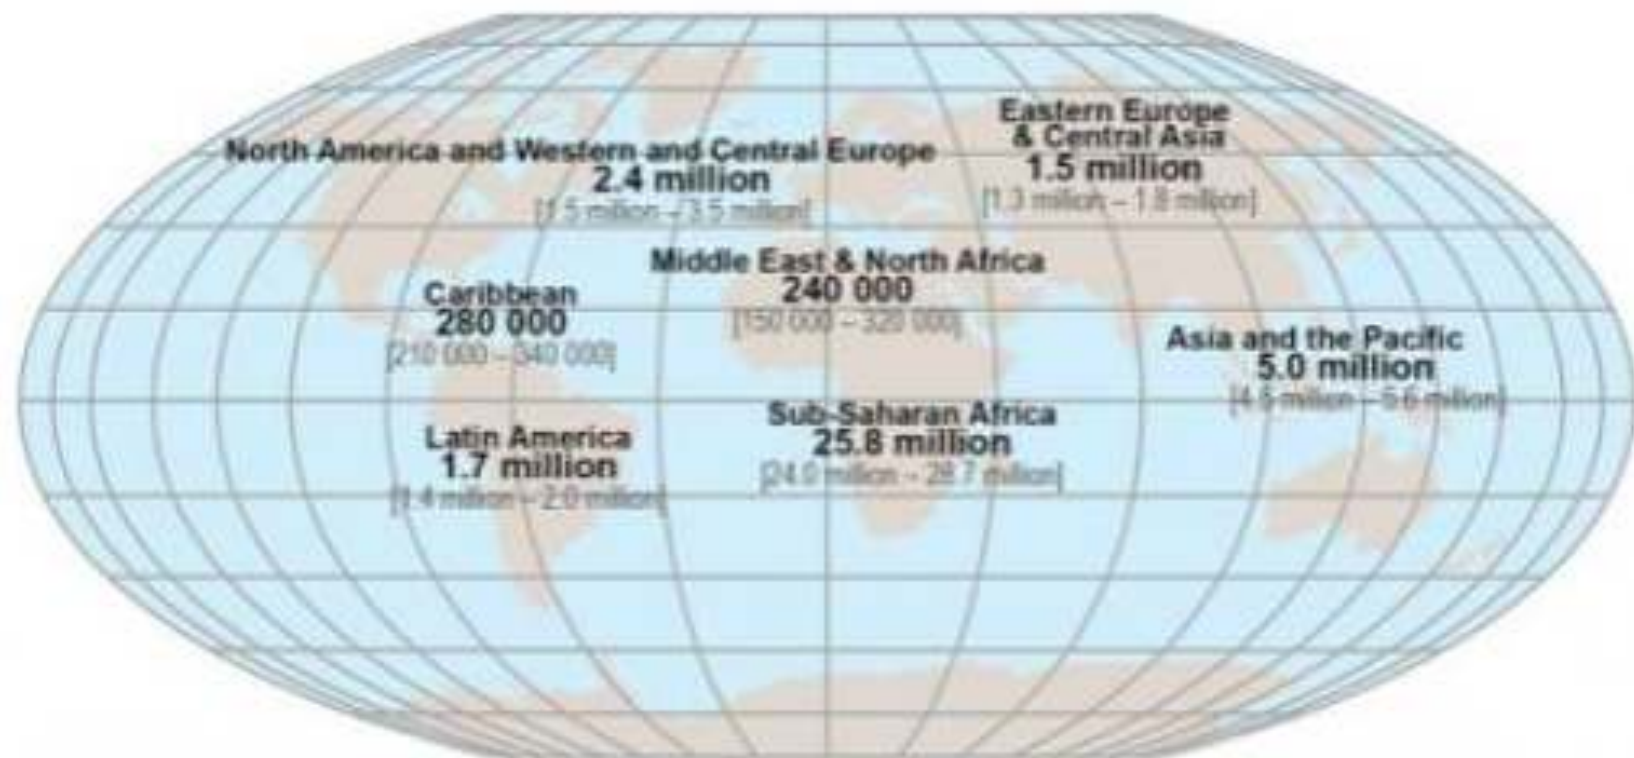 Eastern Europe
& Central Asia
1.5 million
[1.3 million – 1.8 million]
North America and Western and Central Europe
2.4 million
[1.5 million – 3.5 million]
Middle East & North Africa
240 000
[150 000 – 320 000]
Caribbean
280 000
[210 000 – 340 000]
Asia and the Pacific
5.0 million
[4.5 million – 5.6 million]
Sub-Saharan Africa
25.8 million
[24.0 million – 28.7 million]
Latin America
1.7 million
[1.4 million – 2.0 million]